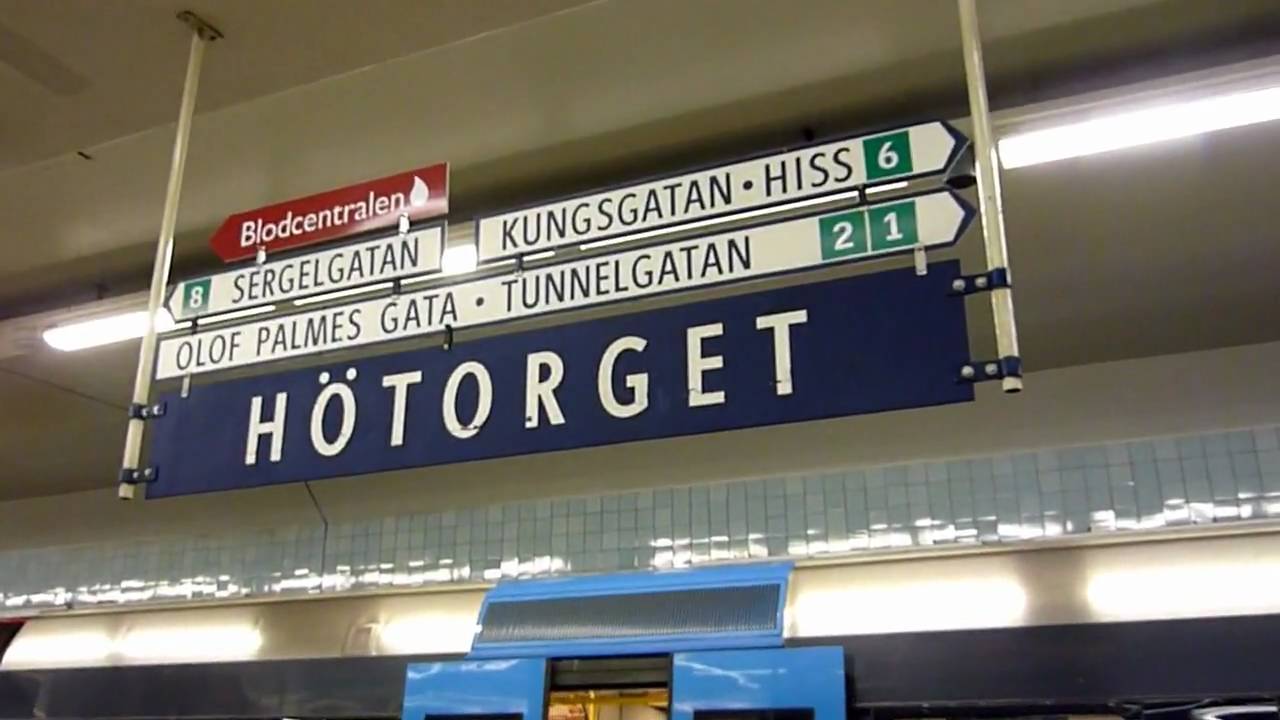 Blodcentralen
8 SERGELGATAN
KUNGSGATAN • HISS 6
OLOF PALMES GATA • TUNNELGATAN 2 1
HÖTORGET